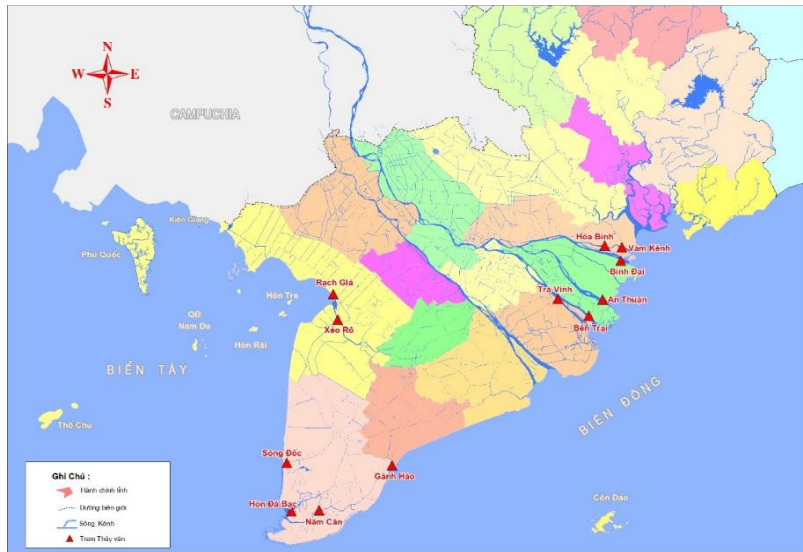 N
W E
S
CAMPUCHIA
Kiên Giang
Phú Quốc
Hòn Tre
QĐ.
Nam Du
Hòn Rái
BIỂN TÂY
Thổ Chu
Rạch Giá
Xẻo Rô
Hòa Bình
Vàm Kênh
Bình Đại
Trà Vinh
An Thuận
Bến Trại
BIỂN ĐÔNG
Sông Đốc
Gành Hào
Hòn Đá Bạc
Năm Căn
Côn Đảo
Ghi Chú :
Hành chính tỉnh
Đường biên giới
Sông, Kênh
Trạm Thủy văn